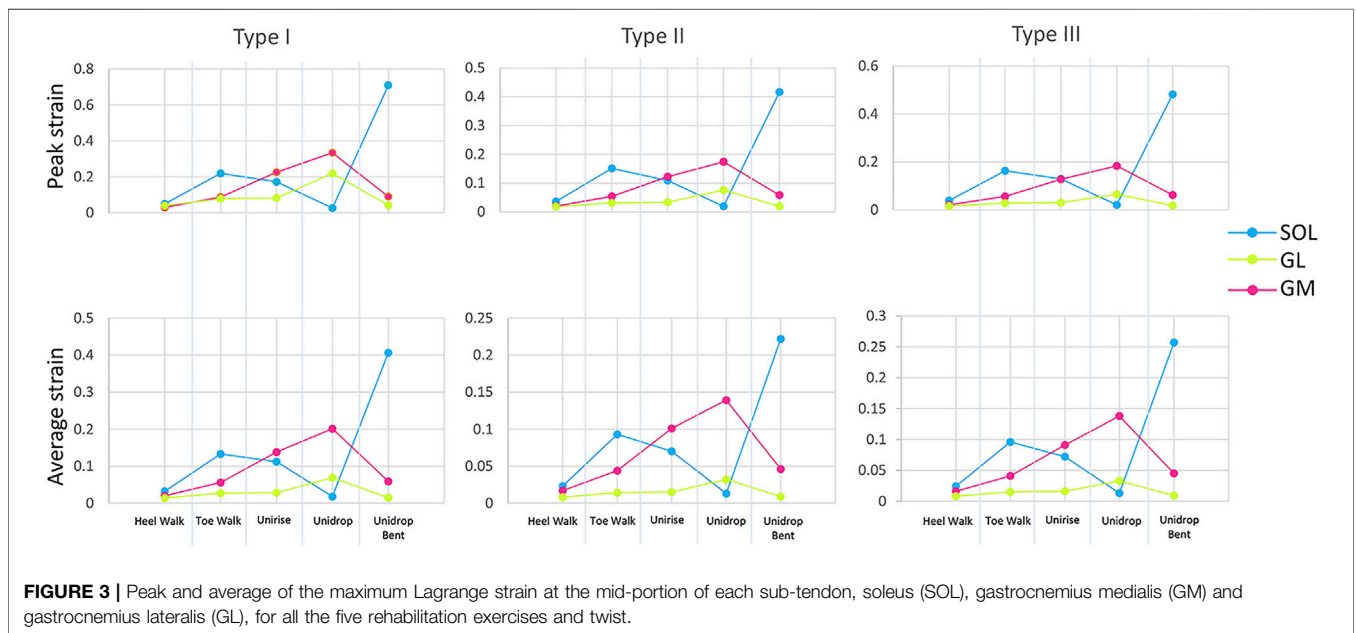 Type I
Type II
Type III
Peak strain
0.8
0.6
0.4
0.2
0
0.5
0.4
0.3
0.2
0.1
0
0.6
0.4
0.2
0
SOL
GL
GM
Average strain
0.5
0.4
0.3
0.2
0.1
0
Heel Walk
Toe Walk
Unirise
Unidrop
Unidrop
Bent
0.25
0.2
0.15
0.1
0.05
0
Heel Walk
Toe Walk
Unirise
Unidrop
Unidrop
Bent
0.3
0.25
0.2
0.15
0.1
0.05
0
Heel Walk
Toe Walk
Unirise
Unidrop
Unidrop
Bent
FIGURE 3 | Peak and average of the maximum Lagrange strain at the mid-portion of each sub-tendon, soleus (SOL), gastrocnemius medialis (GM) and
gastrocnemius lateralis (GL), for all the five rehabilitation exercises and twist.